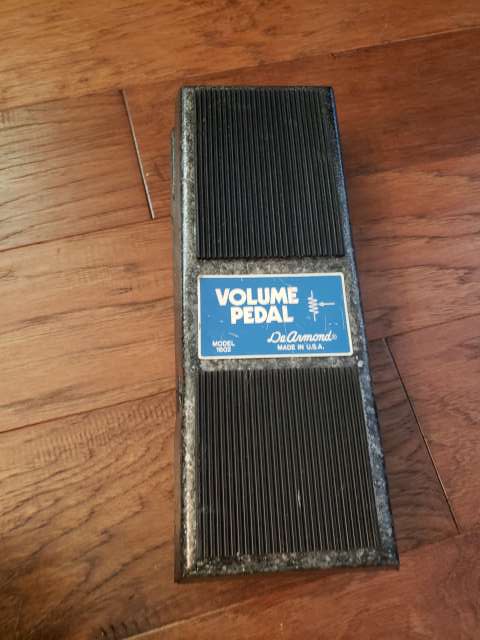 VOLUME
PEDAL
MODEL
1602
DeArmond®
MADE IN U.S.A.